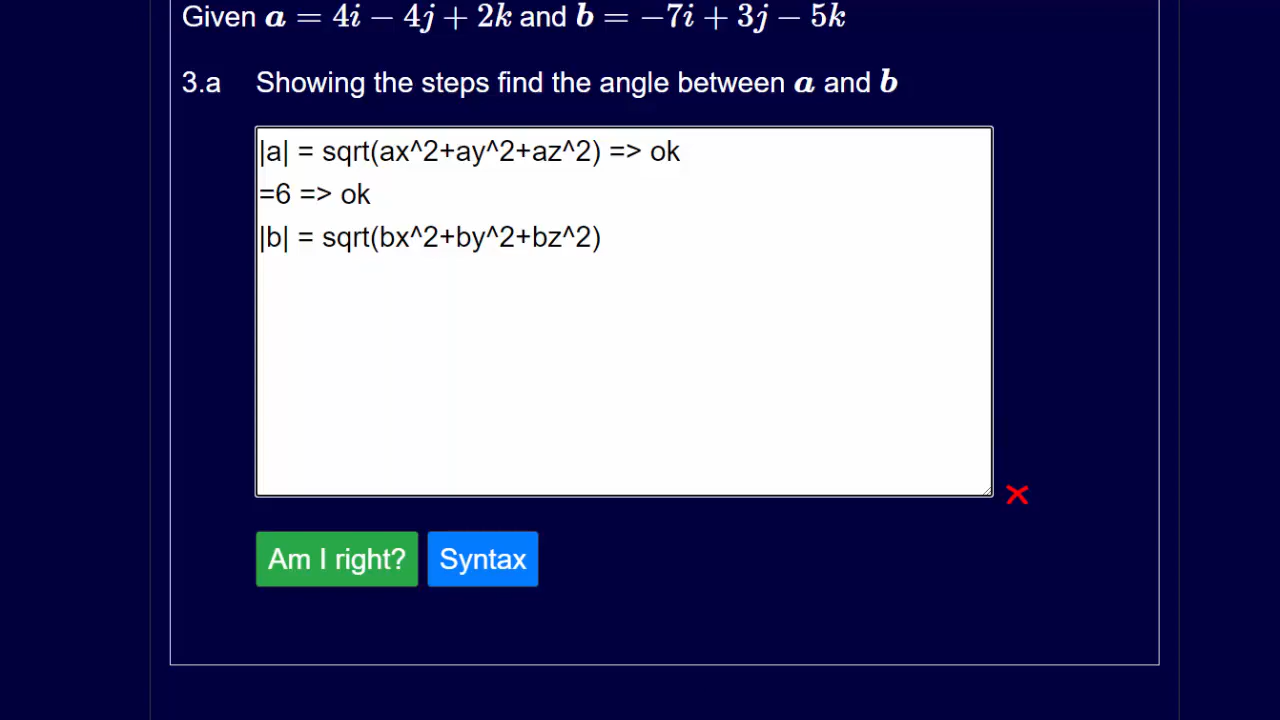 Given a = 4i − 4j + 2k and b = −7i + 3j − 5k
3.a Showing the steps find the angle between a and b
|a| = sqrt(ax^2+ay^2+az^2) => ok
=6 => ok
|b| = sqrt(bx^2+by^2+bz^2)
Am I right? Syntax